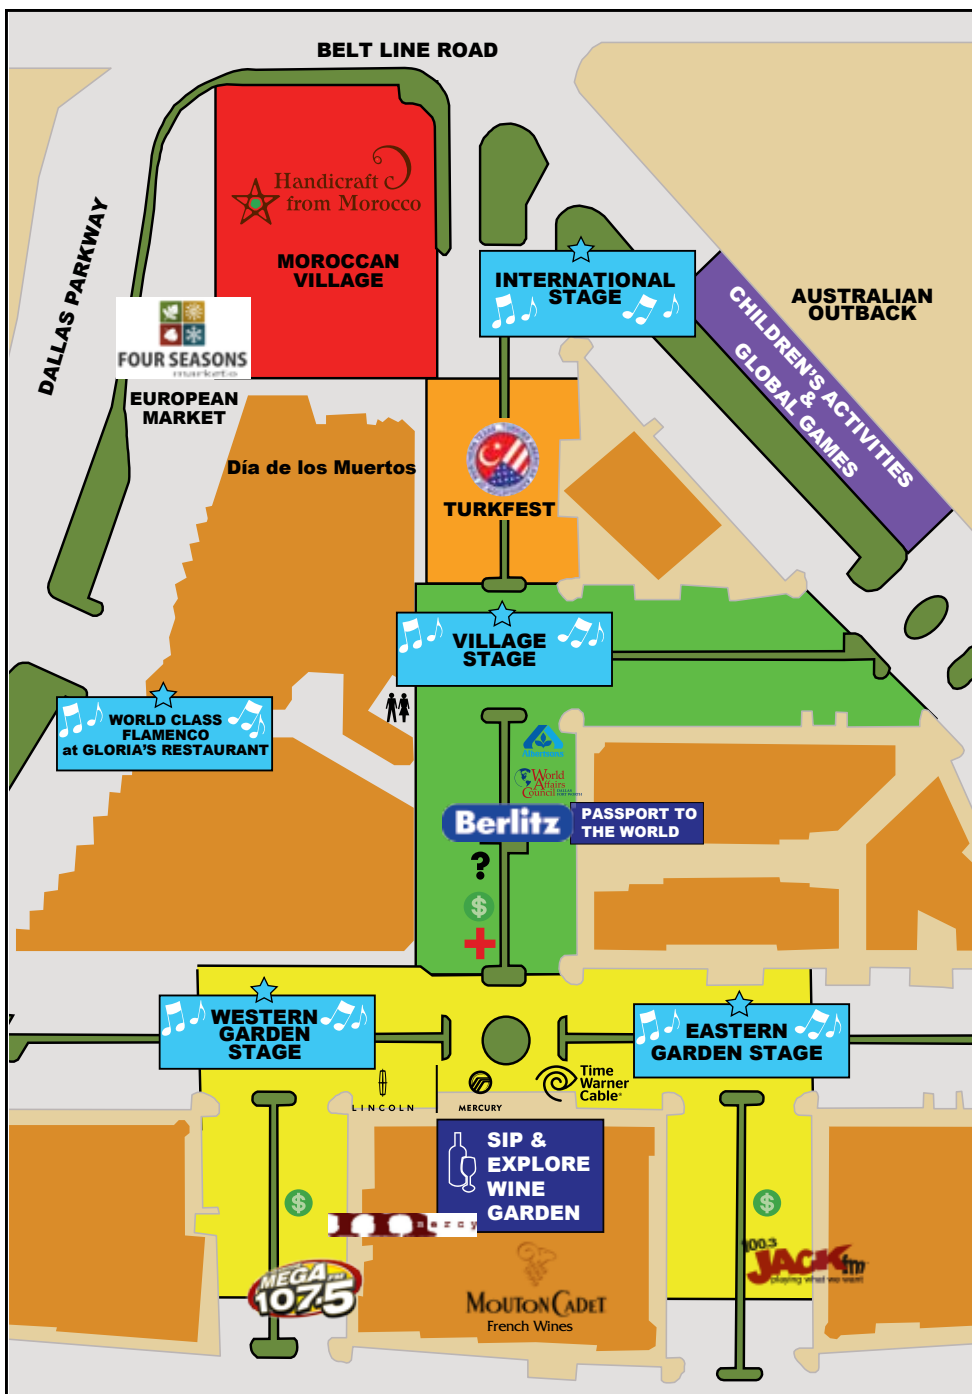 BELT LINE ROAD
DALLAS PARKWAY
Handicraft
from Morocco
MOROCCAN
VILLAGE
INTERNATIONAL
STAGE
CHILDREN'S ACTIVITIES
&
GLOBAL GAMES
AUSTRALIAN
OUTBACK
FOUR SEASONS
markets
EUROPEAN
MARKET
Día de los Muertos
TURKFEST
VILLAGE
STAGE
WORLD CLASS
FLAMENCO
at GLORIA'S RESTAURANT
Albertsons
World
Affairs
Council
Berlitz
PASSPORT TO
THE WORLD
?
$
WESTERN
GARDEN
STAGE
EASTERN
GARDEN STAGE
LINCOLN
MERCURY
Time
Warner
Cable
SIP &
EXPLORE
WINE
GARDEN
$
$
MEGA
107.5
MOUTON CADET
French Wines
100.3
JACK fm
playing what we want